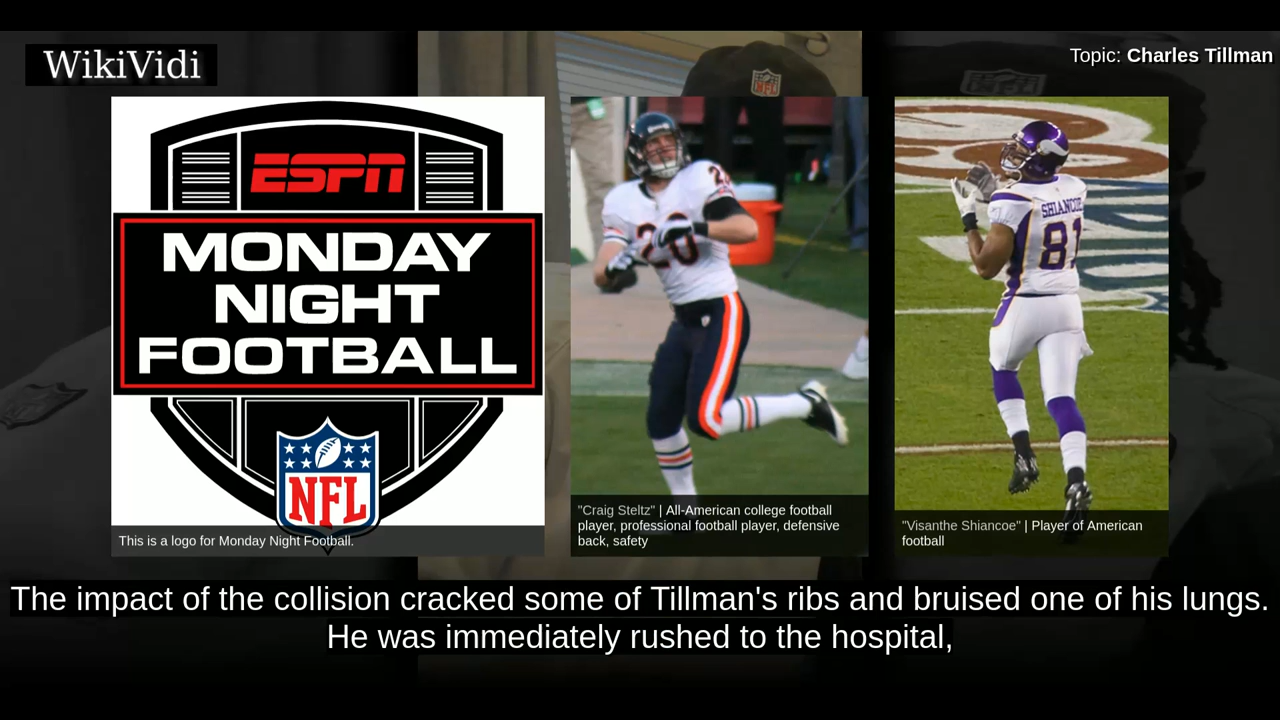 WikiVidi
Topic: Charles Tillman
ESPN
MONDAY
NIGHT
FOOTBALL
NFL
This is a logo for Monday Night Football.
NFL
20
20
"Craig Steltz" | All-American college football
player, professional football player, defensive
back, safety
SHIANCOE
81
"Visanthe Shiancoe" | Player of American
football
The impact of the collision cracked some of Tillman's ribs and bruised one of his lungs.
He was immediately rushed to the hospital,